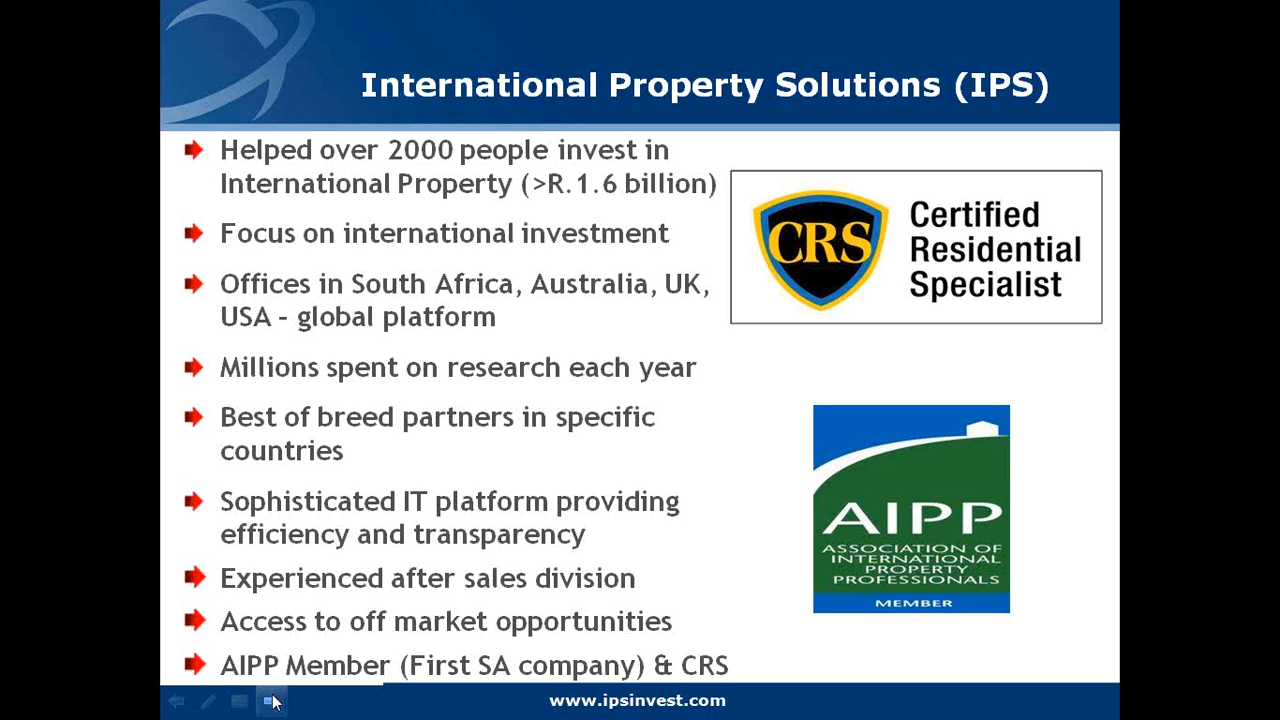 International Property Solutions (IPS)
Helped over 2000 people invest in
International Property (>R.1.6 billion)
Focus on international investment
Offices in South Africa, Australia, UK,
USA – global platform
Millions spent on research each year
Best of breed partners in specific
countries
Sophisticated IT platform providing
efficiency and transparency
Experienced after sales division
Access to off market opportunities
AIPP Member (First SA company) & CRS
CRS
Certified
Residential
Specialist
AIPP
ASSOCIATION OF
INTERNATIONAL
PROPERTY
PROFESSIONALS
MEMBER
www.ipsinvest.com